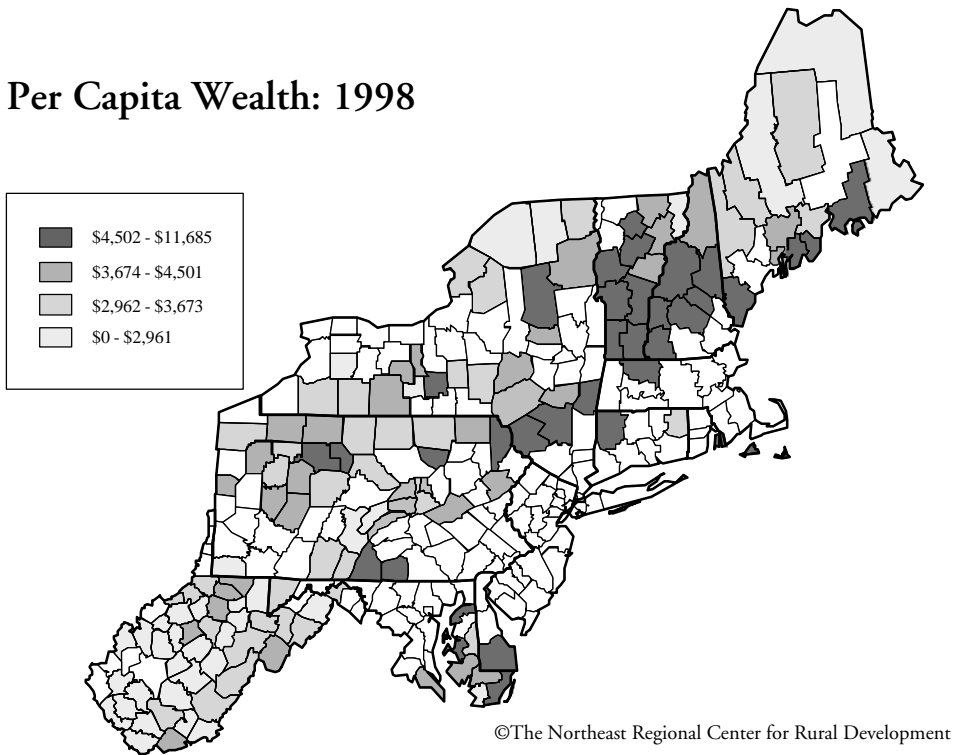 Per Capita Wealth: 1998
$4,502 - $11,685
$3,674 - $4,501
$2,962 - $3,673
$0 - $2,961
©The Northeast Regional Center for Rural Development